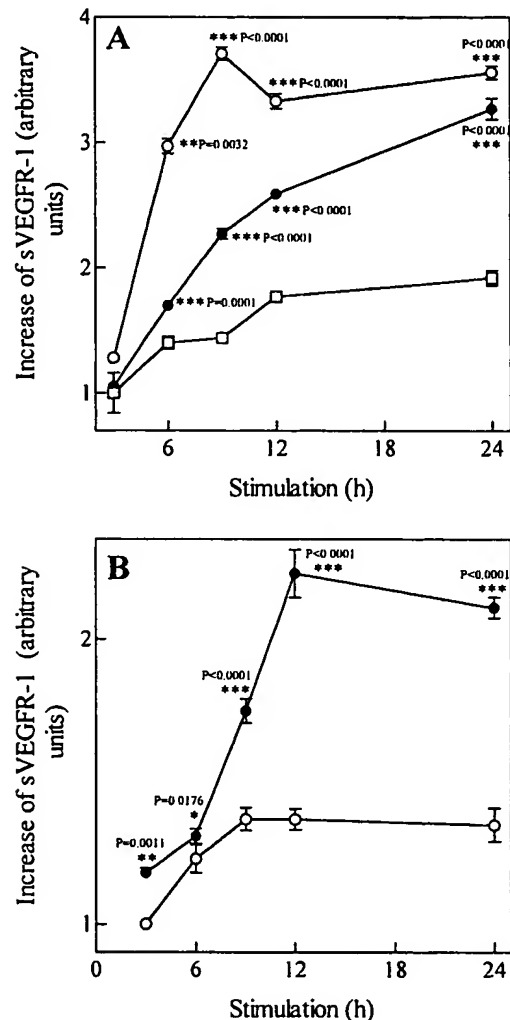 A
4
3
2
1
Increase of sVEGFR-1 (arbitrary
units)
***P<0.0001
***P<0.0001
P<0.0001
***
**P=0.0032
P<0.0001
***
***P<0.0001
***P<0.0001
***P=0.0001
6
12
18
24
Stimulation (h)
B
2
1
Increase of sVEGFR-1 (arbitrary
units)
P<0.0001
***
P<0.0001
***
P<0.0001
***
P=0.0176
*
P=0.0011
**
0
6
12
18
24
Stimulation (h)